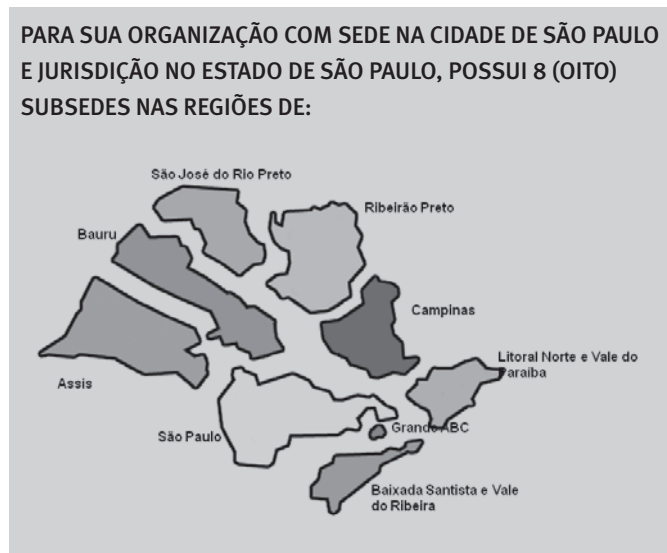 PARA SUA ORGANIZAÇÃO COM SEDE NA CIDADE DE SÃO PAULO
E JURISDIÇÃO NO ESTADO DE SÃO PAULO, POSSUI 8 (OITO)
SUBSEDES NAS REGIÕES DE:
São José do Rio Preto
Ribeirão Preto
Bauru
Campinas
Litoral Norte e Vale do
Paraíba
Assis
Grande ABC
São Paulo
Baixada Santista e Vale
do Ribeira